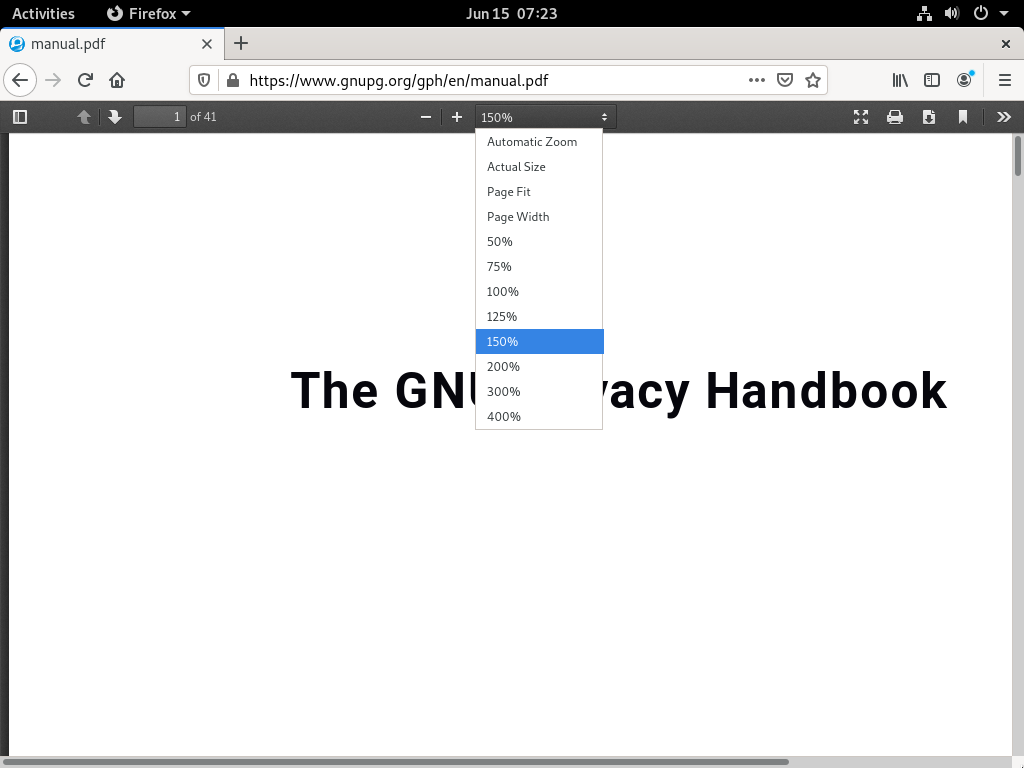 Activities Firefox Jun 15 07:23
manual.pdf
https://www.gnupg.org/gph/en/manual.pdf
1 of 41 150%
Automatic Zoom
Actual Size
Page Fit
Page Width
50%
75%
100%
125%
150%
200%
300%
400%
The GNU vacy Handbook